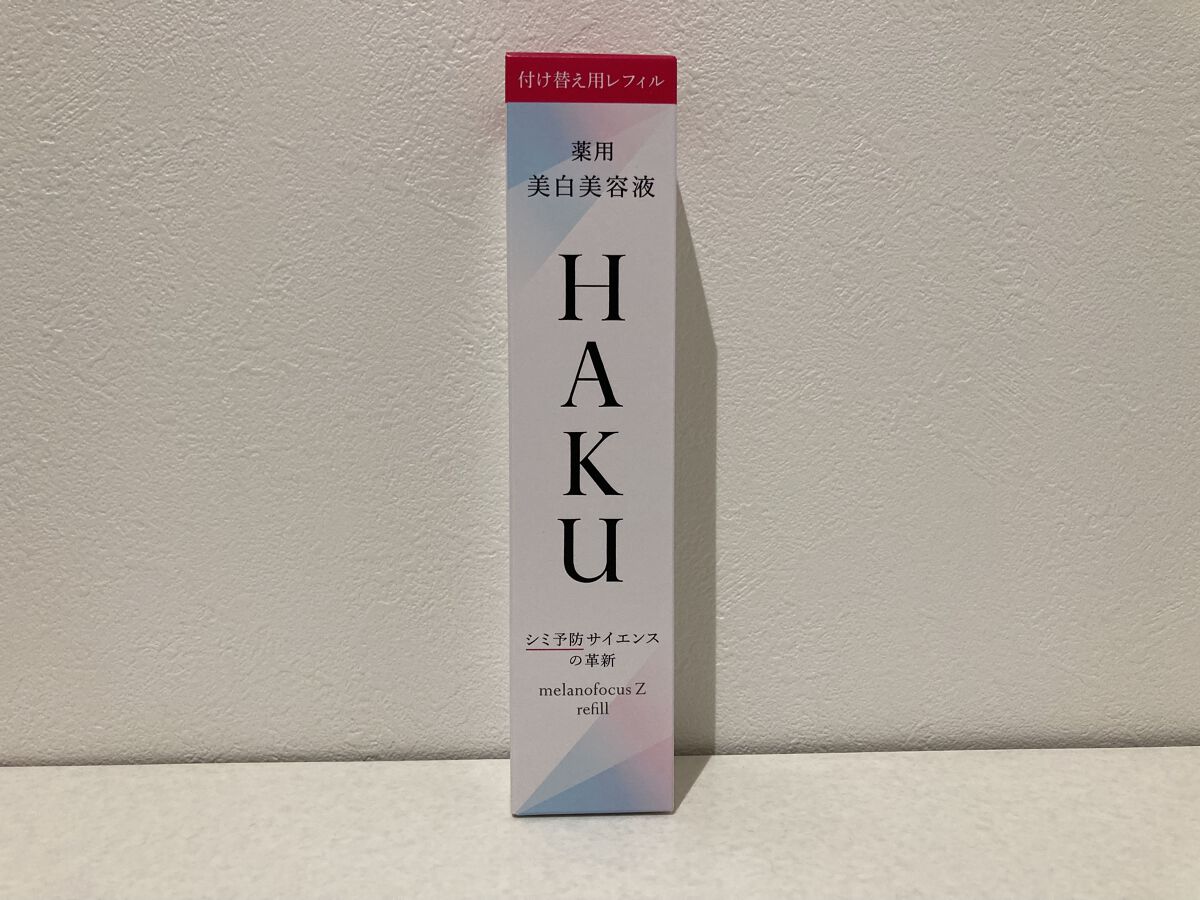 付け替え用レフィル
薬用
美白美容液
HAKU
シミ予防サイエンス
の革新
melanofocus Z
refill